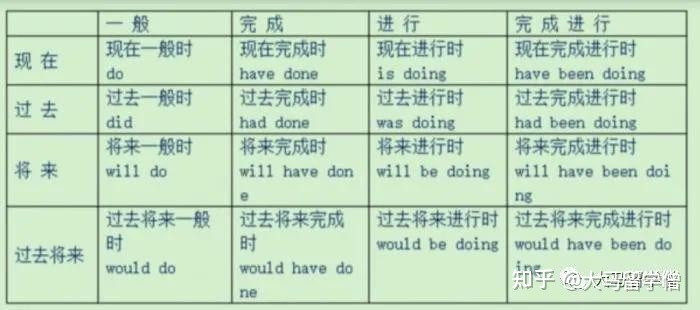 一般 完成 进行 完成进行
现在 现在一般时 现在完成时 现在进行时 现在完成进行时
do have done is doing have been doing
过去 过去一般时 过去完成时 过去进行时 过去完成进行时
did had done was doing had been doing
将来 将来一般时 将来完成时 将来进行时 将来完成进行时
will do will have don will be doing will have been doi
e ng
过去将来 过去将来一般 过去将来完成 过去将来进行时 过去将来完成进行时
时 时 would be doing would have been do
would do would have do ing
ne
知乎 @大马留学僧